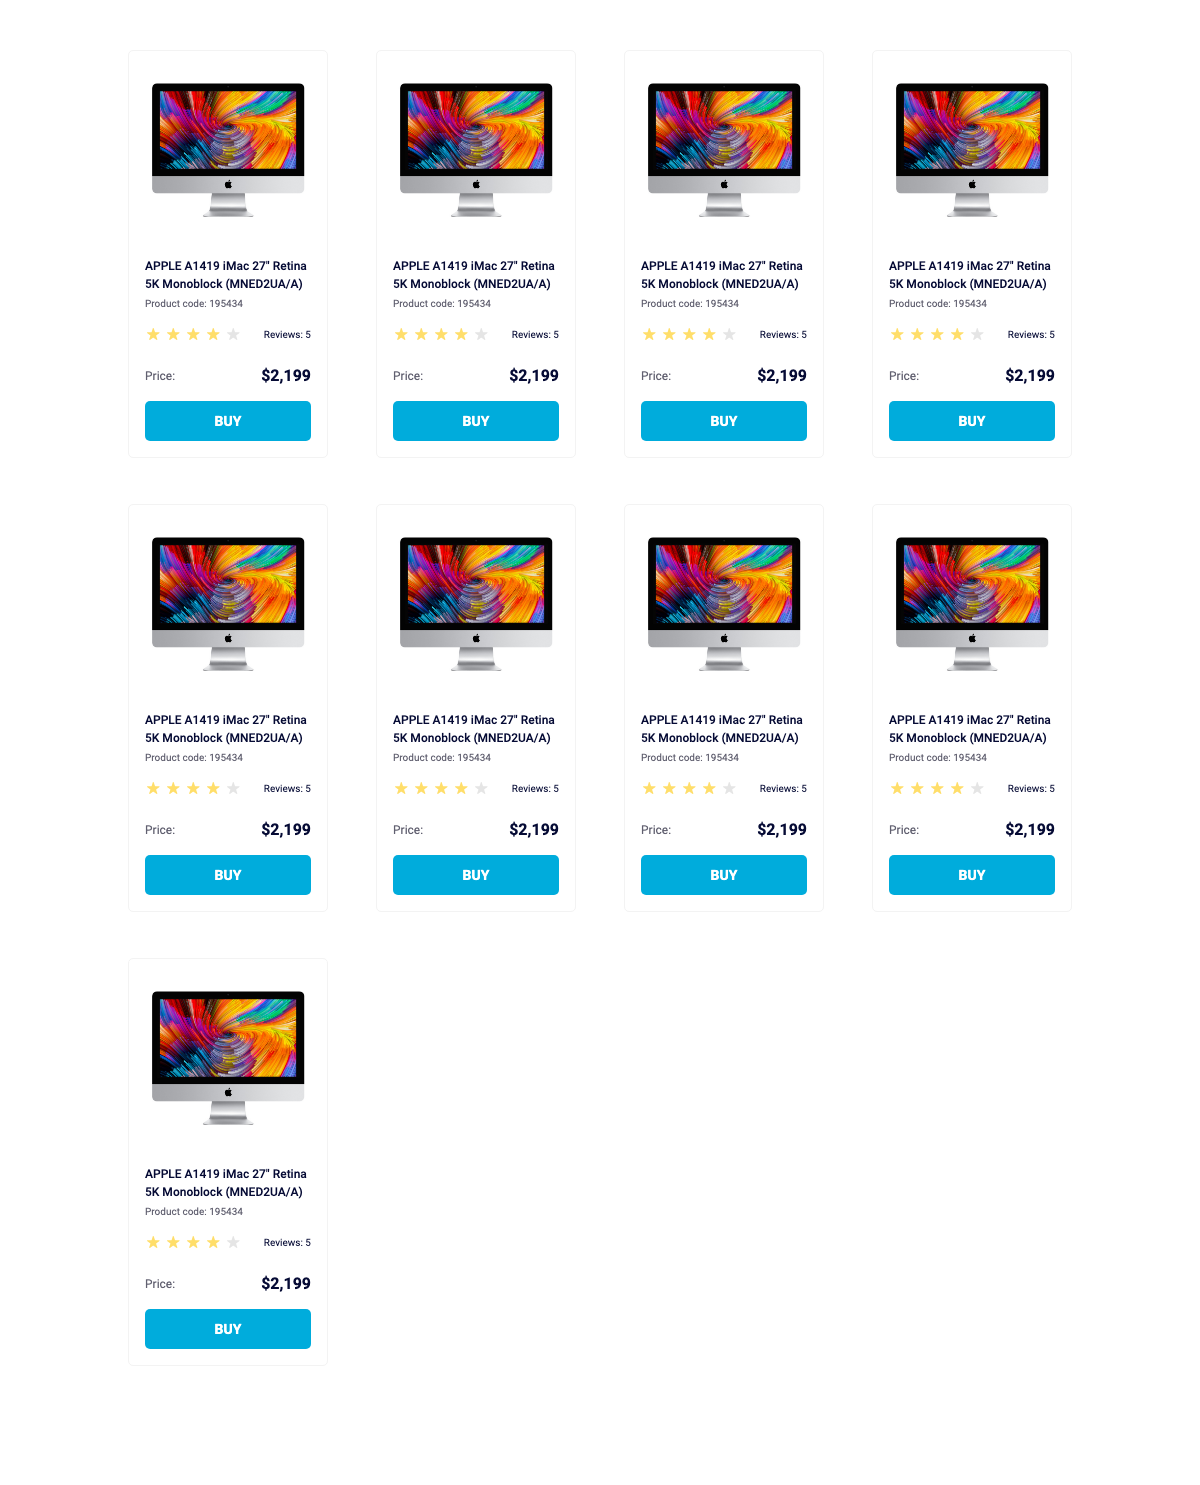 APPLE A1419 iMac 27" Retina
5K Monoblock (MNED2UA/A)
Product code: 195434
Reviews: 5
Price: $2,199
BUY
APPLE A1419 iMac 27" Retina
5K Monoblock (MNED2UA/A)
Product code: 195434
Reviews: 5
Price: $2,199
BUY
APPLE A1419 iMac 27" Retina
5K Monoblock (MNED2UA/A)
Product code: 195434
Reviews: 5
Price: $2,199
BUY
APPLE A1419 iMac 27" Retina
5K Monoblock (MNED2UA/A)
Product code: 195434
Reviews: 5
Price: $2,199
BUY
APPLE A1419 iMac 27" Retina
5K Monoblock (MNED2UA/A)
Product code: 195434
Reviews: 5
Price: $2,199
BUY
APPLE A1419 iMac 27" Retina
5K Monoblock (MNED2UA/A)
Product code: 195434
Reviews: 5
Price: $2,199
BUY
APPLE A1419 iMac 27" Retina
5K Monoblock (MNED2UA/A)
Product code: 195434
Reviews: 5
Price: $2,199
BUY
APPLE A1419 iMac 27" Retina
5K Monoblock (MNED2UA/A)
Product code: 195434
Reviews: 5
Price: $2,199
BUY
APPLE A1419 iMac 27" Retina
5K Monoblock (MNED2UA/A)
Product code: 195434
Reviews: 5
Price: $2,199
BUY